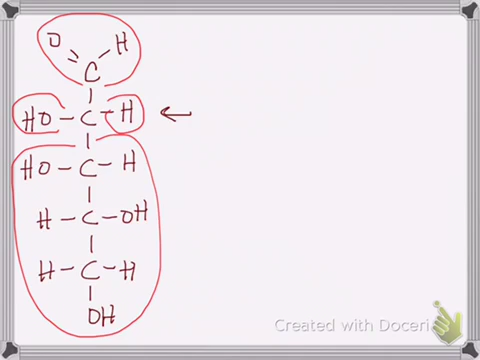 O H
C
HO - C - H
HO - C - H
H - C - OH
H - C - H
OH
Created with Doceri